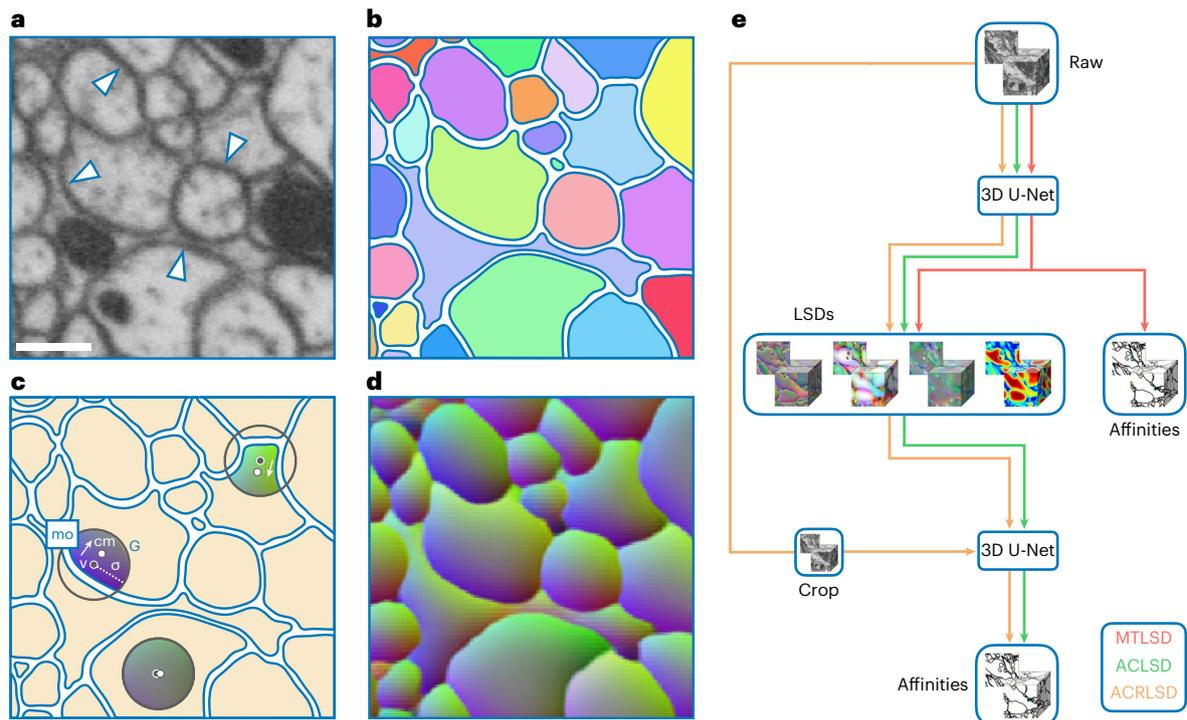 a
b
e
Raw
3D U-Net
LSDs
Affinities
c
d
mo
cm
G
v
σ
3D U-Net
Crop
Affinities
MTLSD
ACLSD
ACRLSD